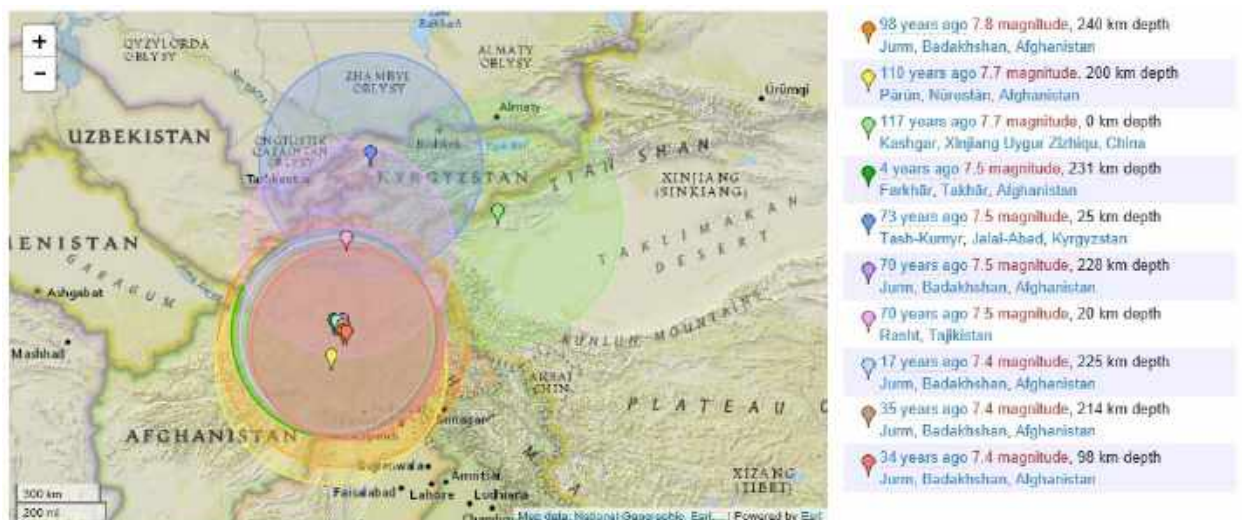 +
−
QYZYLORDA
OBLYSY
ZHAMBYL
OBLYSY
ALMATY
OBLYSY
Almaty
Ürümqi
UZBEKISTAN
KYRGYZSTAN
TIAN SHAN
XINJIANG
(SINKIANG)
TAKLIMAKAN
DESERT
ENISTAN
GARAGUM
Ashgabat
Mashhad
KUNLUN MOUNTAINS
AKSAI
CHIN
PLATEAU O
AFGHANISTAN
Srinagar
Gujranwala
Amritsar
Faisalabad
Lahore
Ludhiana
XIZANG
(TIBET)
300 km
200 mi
Map data: National Geographic, Esri,... | Powered by Esri
98 years ago 7.8 magnitude, 240 km depth
Jurm, Badakhshan, Afghanistan
110 years ago 7.7 magnitude, 200 km depth
Pārūn, Nūrestān, Afghanistan
117 years ago 7.7 magnitude, 0 km depth
Kashgar, Xinjiang Uygur Zizhiqu, China
4 years ago 7.5 magnitude, 231 km depth
Farkhār, Takhār, Afghanistan
73 years ago 7.5 magnitude, 25 km depth
Tash-Kumyr, Jalal-Abad, Kyrgyzstan
70 years ago 7.5 magnitude, 228 km depth
Jurm, Badakhshan, Afghanistan
70 years ago 7.5 magnitude, 20 km depth
Rasht, Tajikistan
17 years ago 7.4 magnitude, 225 km depth
Jurm, Badakhshan, Afghanistan
35 years ago 7.4 magnitude, 214 km depth
Jurm, Badakhshan, Afghanistan
34 years ago 7.4 magnitude, 98 km depth
Jurm, Badakhshan, Afghanistan